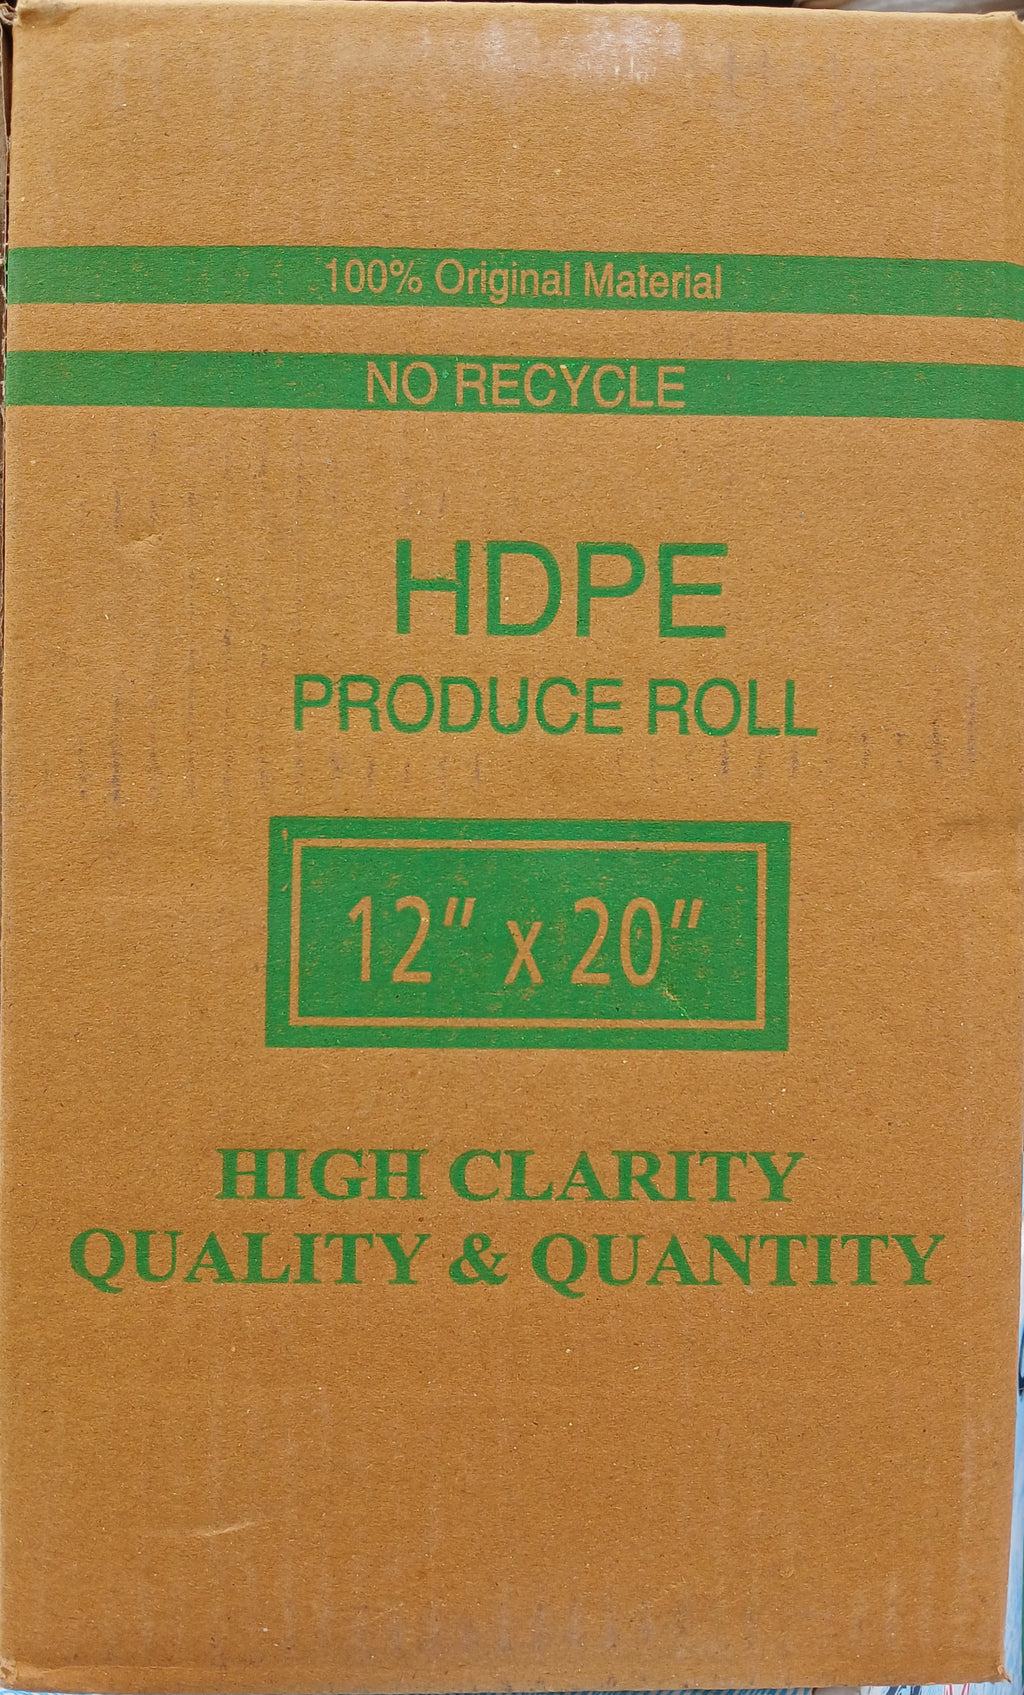 100% Original Material
NO RECYCLE
HDPE
PRODUCE ROLL
12" x 20"
HIGH CLARITY
QUALITY & QUANTITY